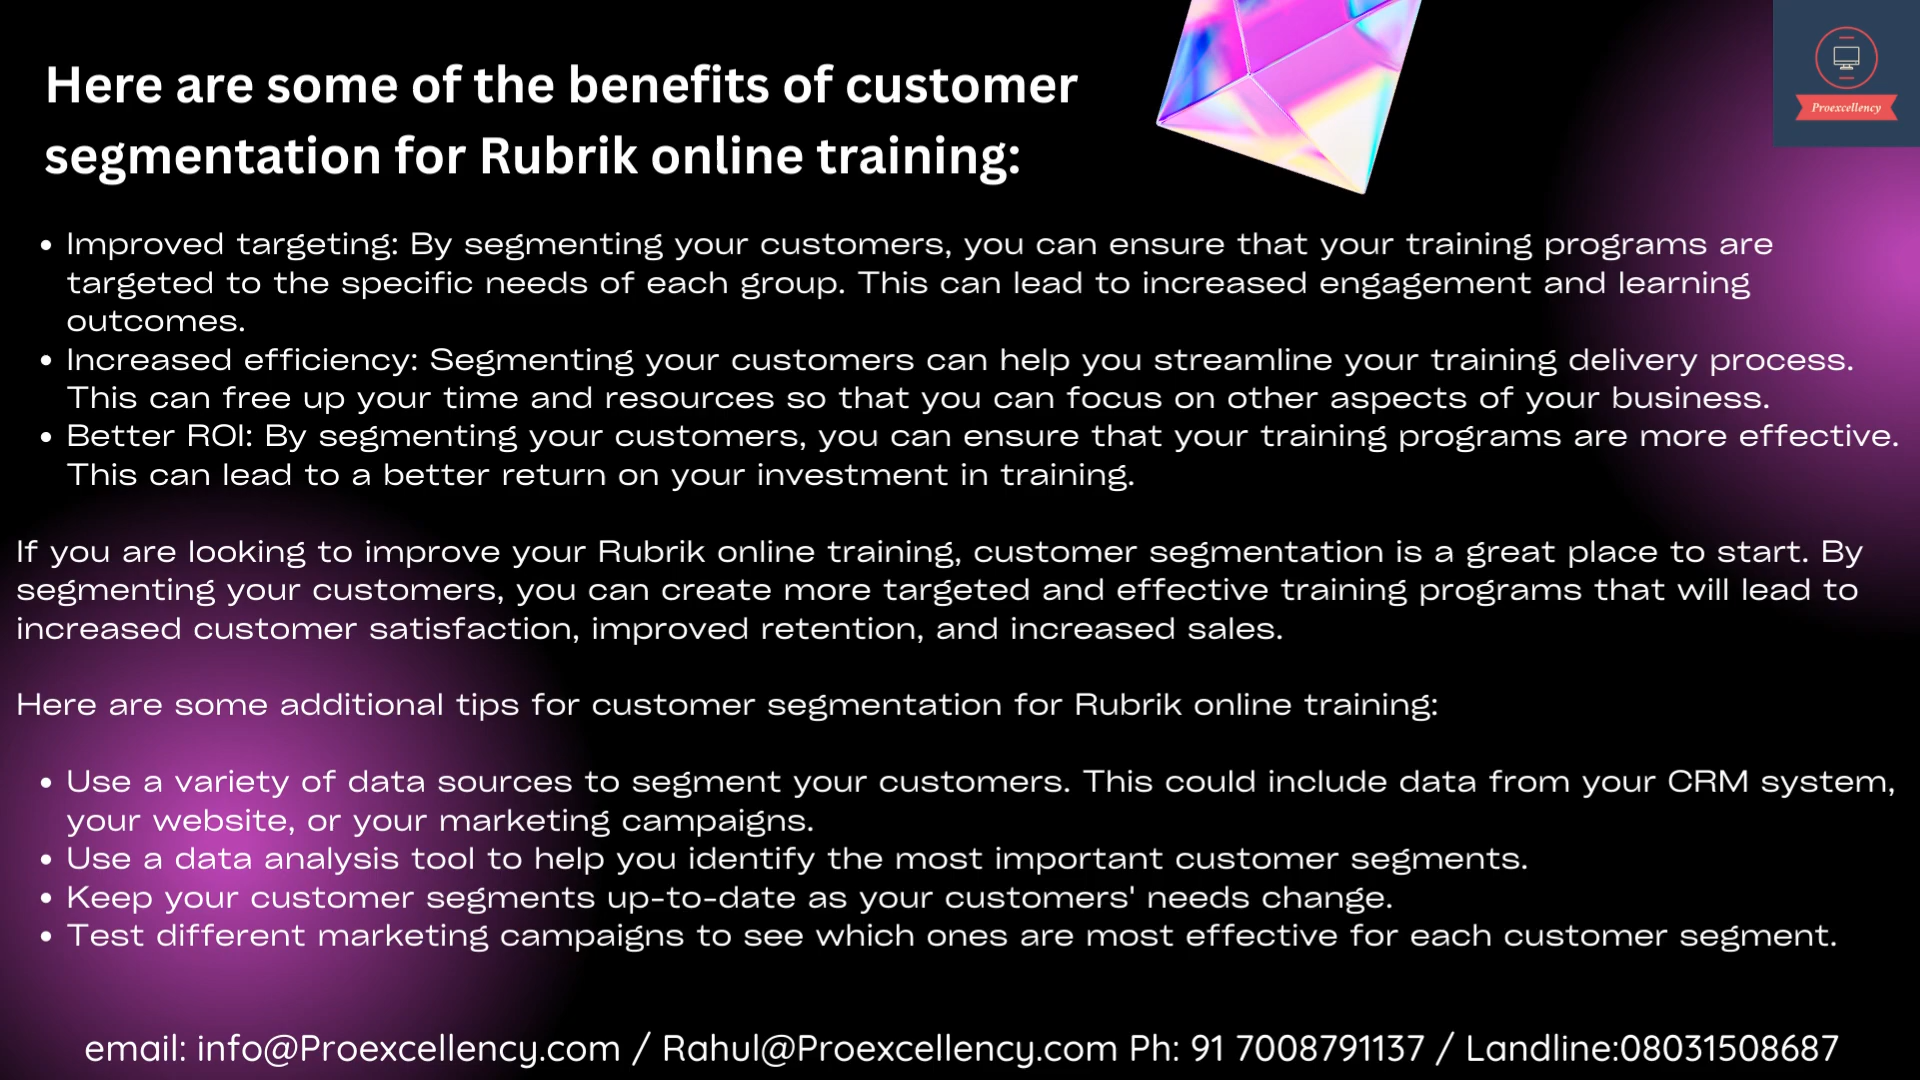 Proexcellency
Here are some of the benefits of customer
segmentation for Rubrik online training:
• Improved targeting: By segmenting your customers, you can ensure that your training programs are
targeted to the specific needs of each group. This can lead to increased engagement and learning
outcomes.
• Increased efficiency: Segmenting your customers can help you streamline your training delivery process.
This can free up your time and resources so that you can focus on other aspects of your business.
• Better ROI: By segmenting your customers, you can ensure that your training programs are more effective.
This can lead to a better return on your investment in training.
If you are looking to improve your Rubrik online training, customer segmentation is a great place to start. By
segmenting your customers, you can create more targeted and effective training programs that will lead to
increased customer satisfaction, improved retention, and increased sales.
Here are some additional tips for customer segmentation for Rubrik online training:
• Use a variety of data sources to segment your customers. This could include data from your CRM system,
your website, or your marketing campaigns.
• Use a data analysis tool to help you identify the most important customer segments.
• Keep your customer segments up-to-date as your customers' needs change.
• Test different marketing campaigns to see which ones are most effective for each customer segment.
email: info@Proexcellency.com / Rahul@Proexcellency.com Ph: 91 7008791137 / Landline:08031508687